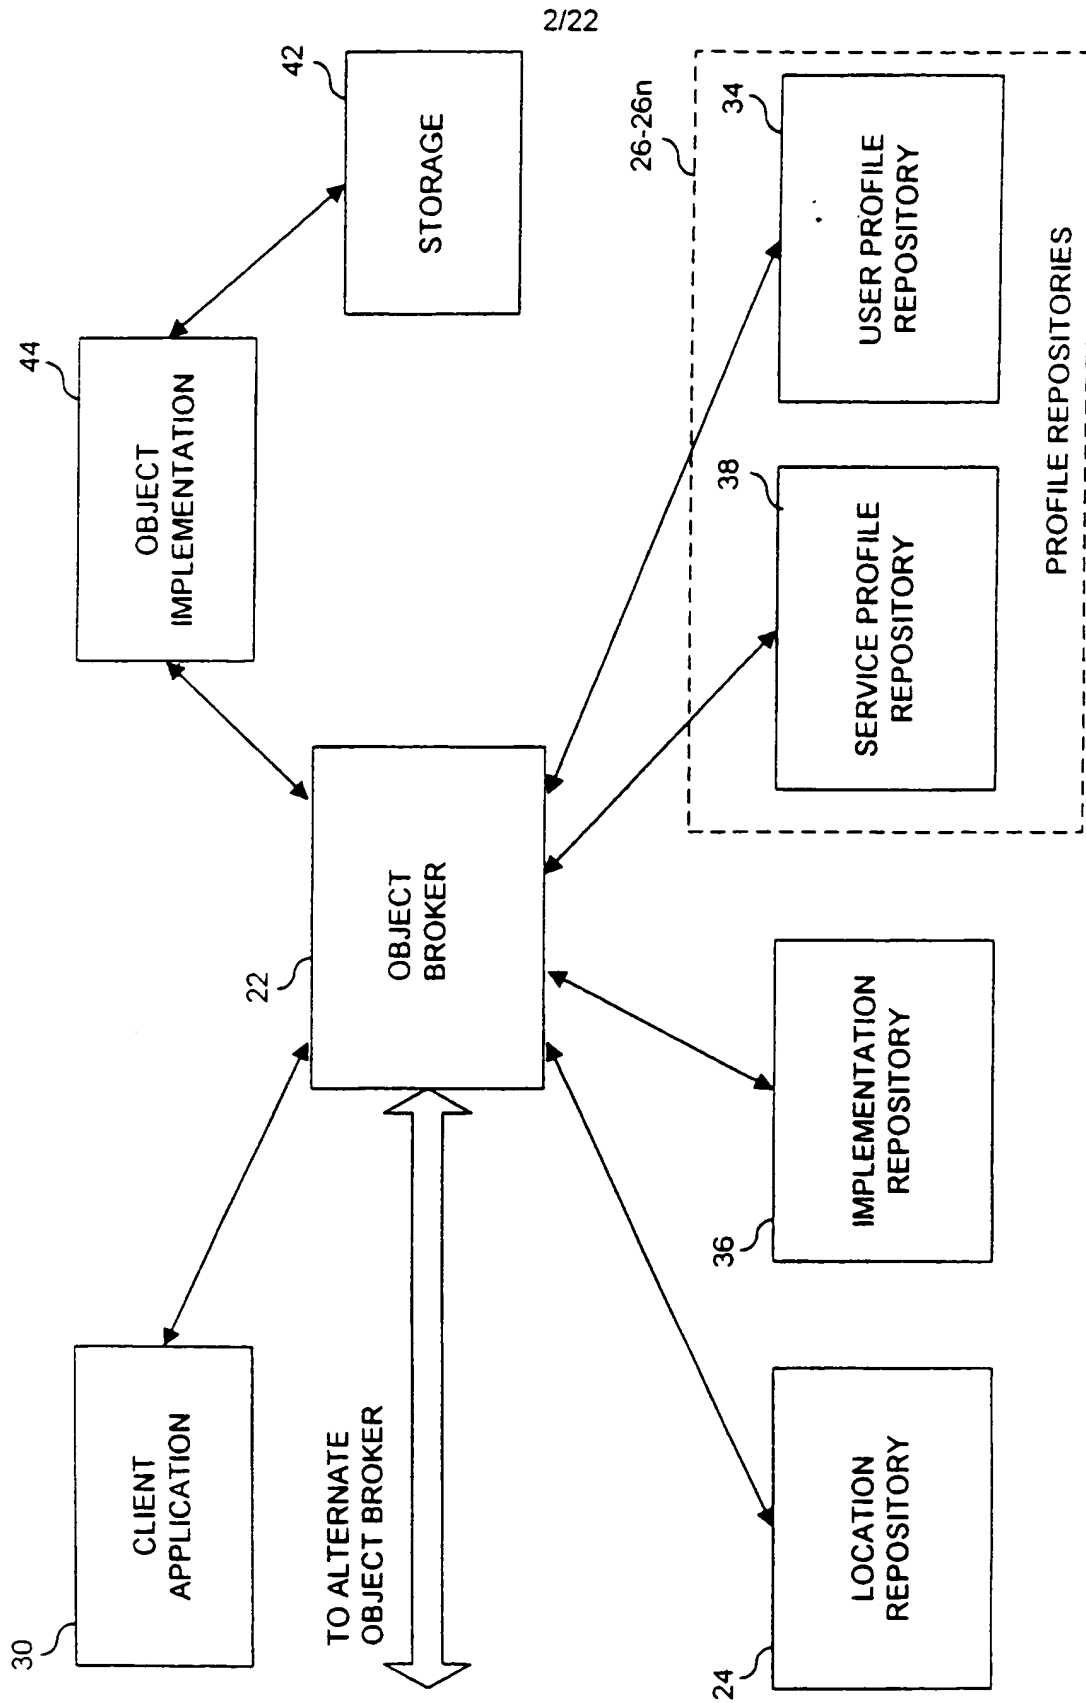 2/22
30
CLIENT
APPLICATION
44
OBJECT
IMPLEMENTATION
42
STORAGE
TO ALTERNATE
OBJECT BROKER
22
OBJECT
BROKER
26-26n
24
LOCATION
REPOSITORY
36
IMPLEMENTATION
REPOSITORY
38
SERVICE PROFILE
REPOSITORY
34
USER PROFILE
REPOSITORY
PROFILE REPOSITORIES